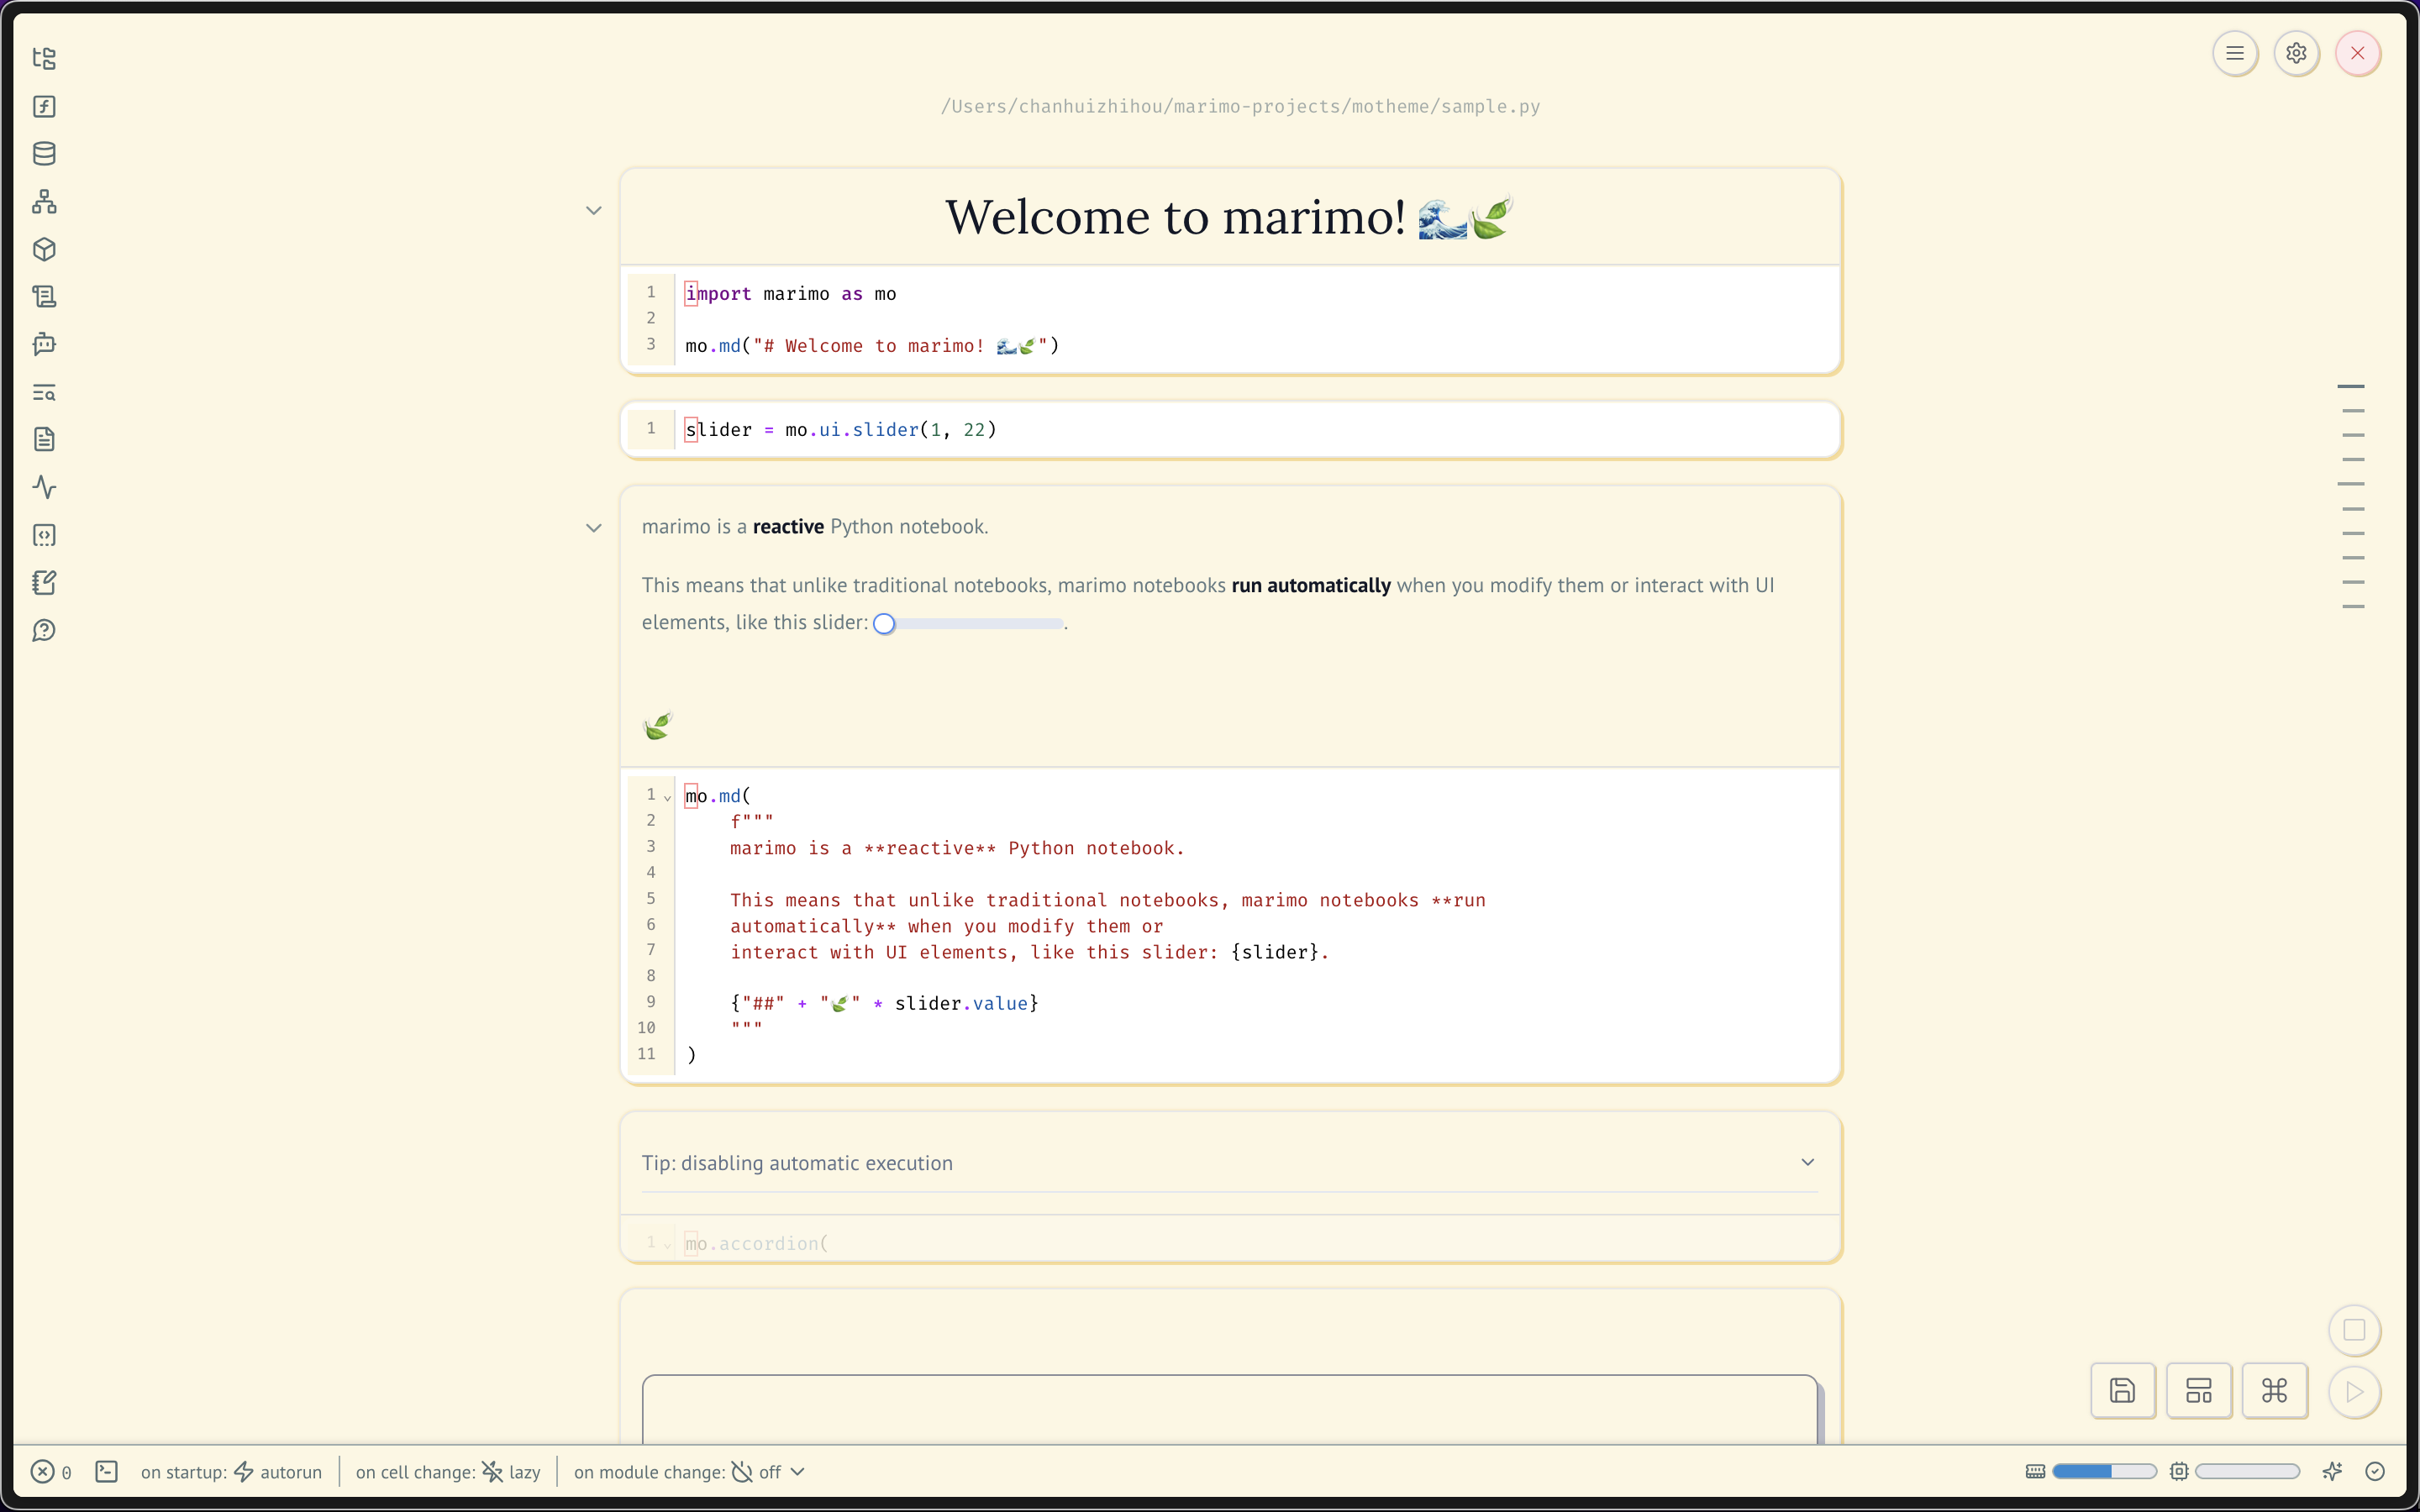 /Users/chanhuizhihou/marimo-projects/motheme/sample.py
Welcome to marimo! 🌊🍃
1 import marimo as mo
2
3 mo.md("# Welcome to marimo! 🌊🍃")
1 slider = mo.ui.slider(1, 22)
marimo is a reactive Python notebook.
This means that unlike traditional notebooks, marimo notebooks run automatically when you modify them or interact with UI
elements, like this slider: .
🍃
1 mo.md(
2     f"""
3     marimo is a **reactive** Python notebook.
4
5     This means that unlike traditional notebooks, marimo notebooks **run
6     automatically** when you modify them or
7     interact with UI elements, like this slider: {slider}.
8
9     {"##" + "🍃" * slider.value}
10     """
11 )
Tip: disabling automatic execution
1 mo.accordion(
0 on startup: autorun on cell change: lazy on module change: off